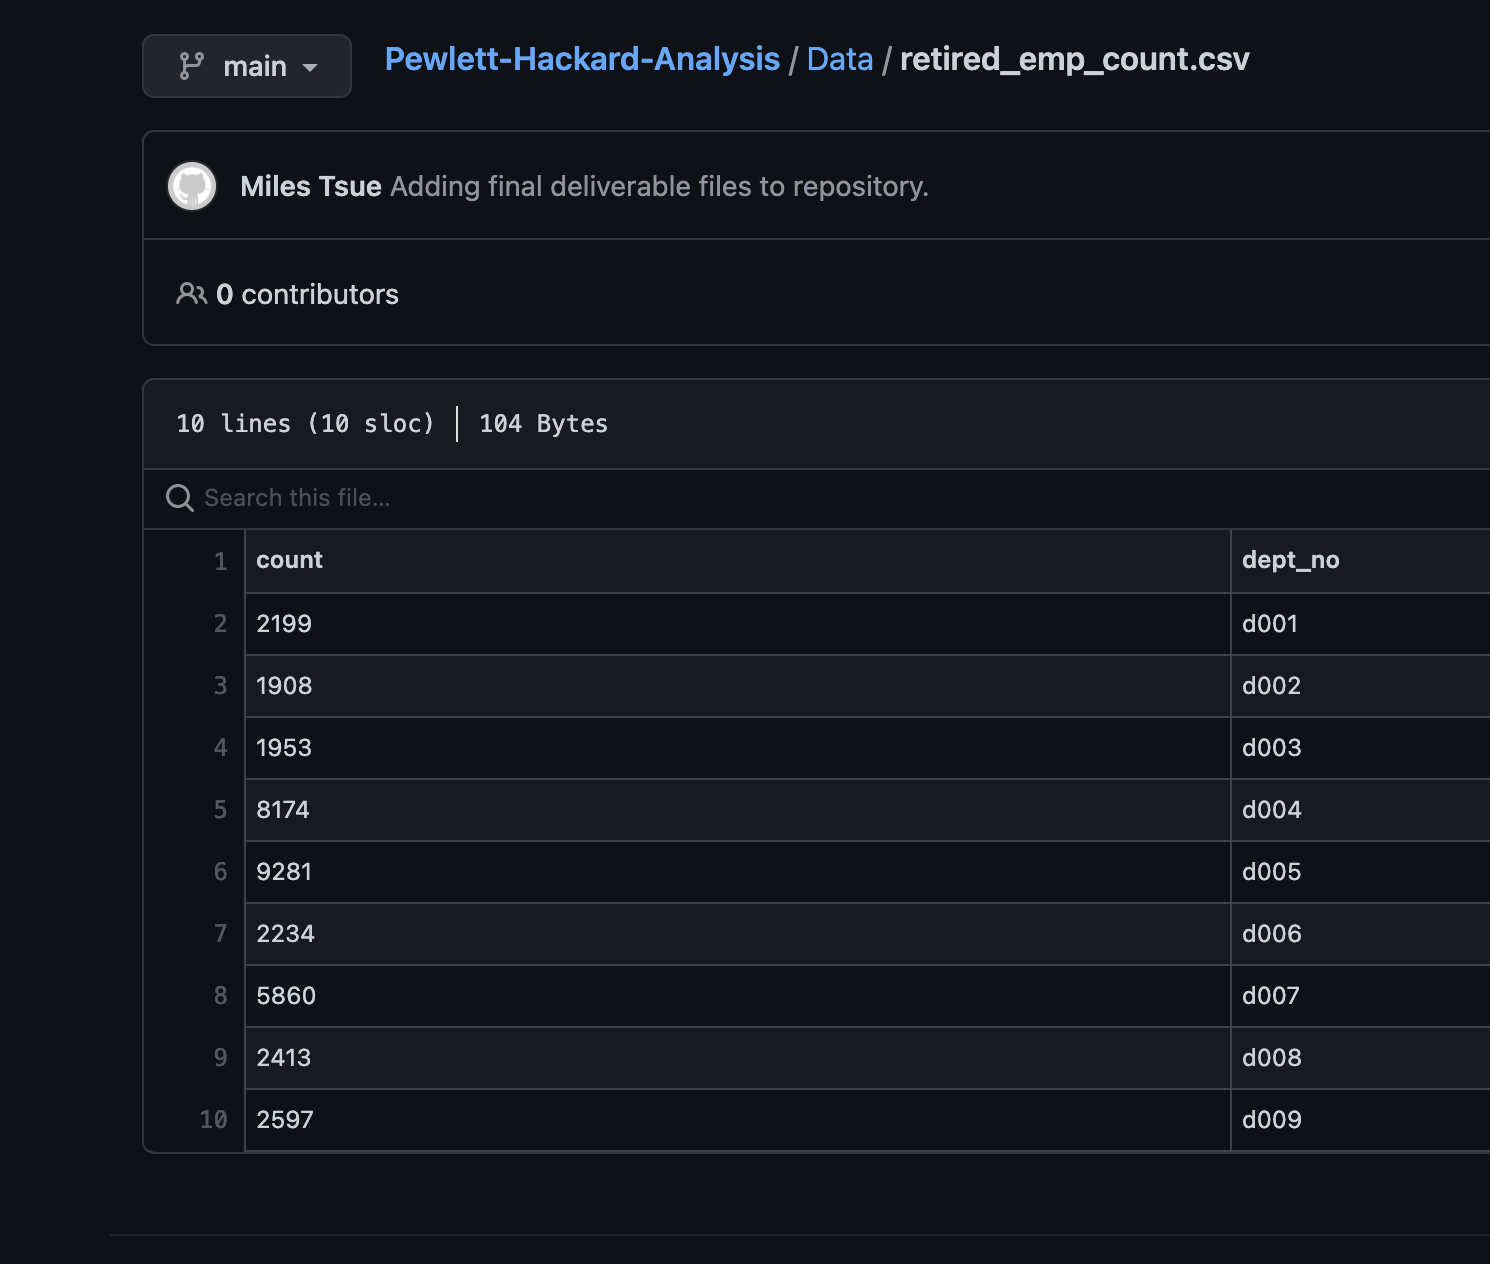 main
Pewlett-Hackard-Analysis / Data / retired_emp_count.csv
Miles Tsue Adding final deliverable files to repository.
0 contributors
10 lines (10 sloc) | 104 Bytes
Search this file...
1 count dept_no
2 2199 d001
3 1908 d002
4 1953 d003
5 8174 d004
6 9281 d005
7 2234 d006
8 5860 d007
9 2413 d008
10 2597 d009